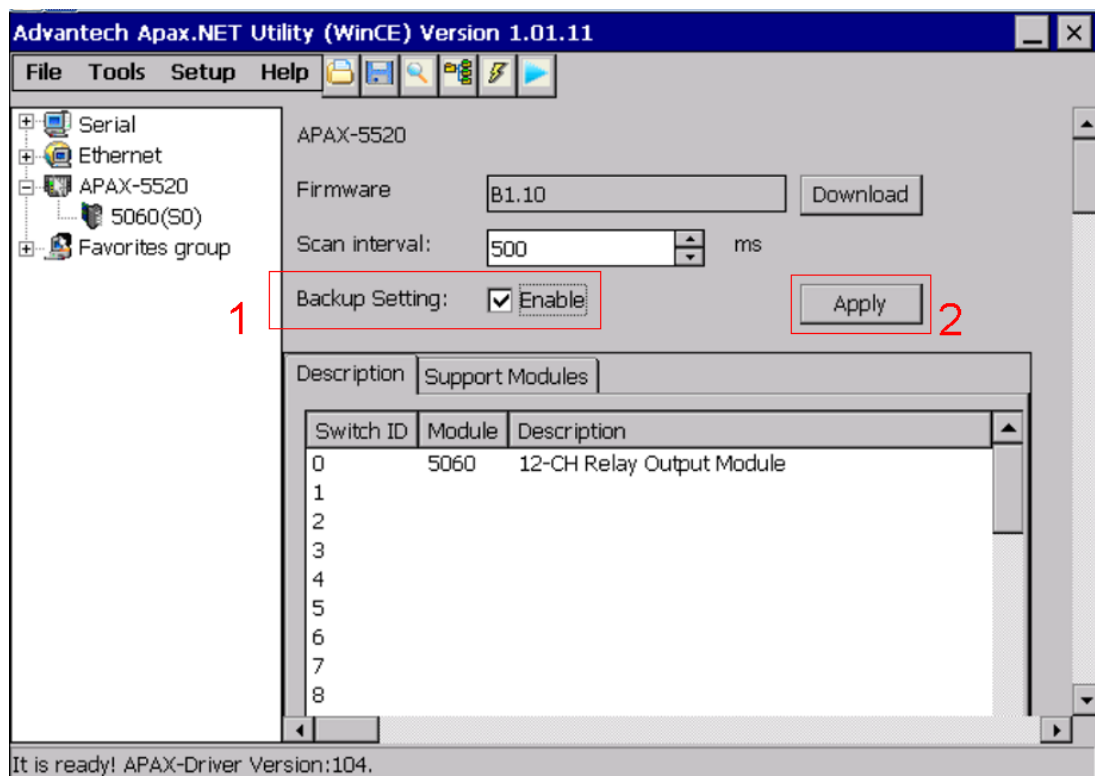 Advantech Apax.NET Utility (WinCE) Version 1.01.11
File Tools Setup Help
Serial
Ethernet
APAX-5520
5060(S0)
Favorites group
APAX-5520
Firmware B1.10 Download
Scan interval: 500 ms
1 Backup Setting: Enable Apply 2
Description Support Modules
Switch ID Module Description
0 5060 12-CH Relay Output Module
1
2
3
4
5
6
7
8
It is ready! APAX-Driver Version:104.